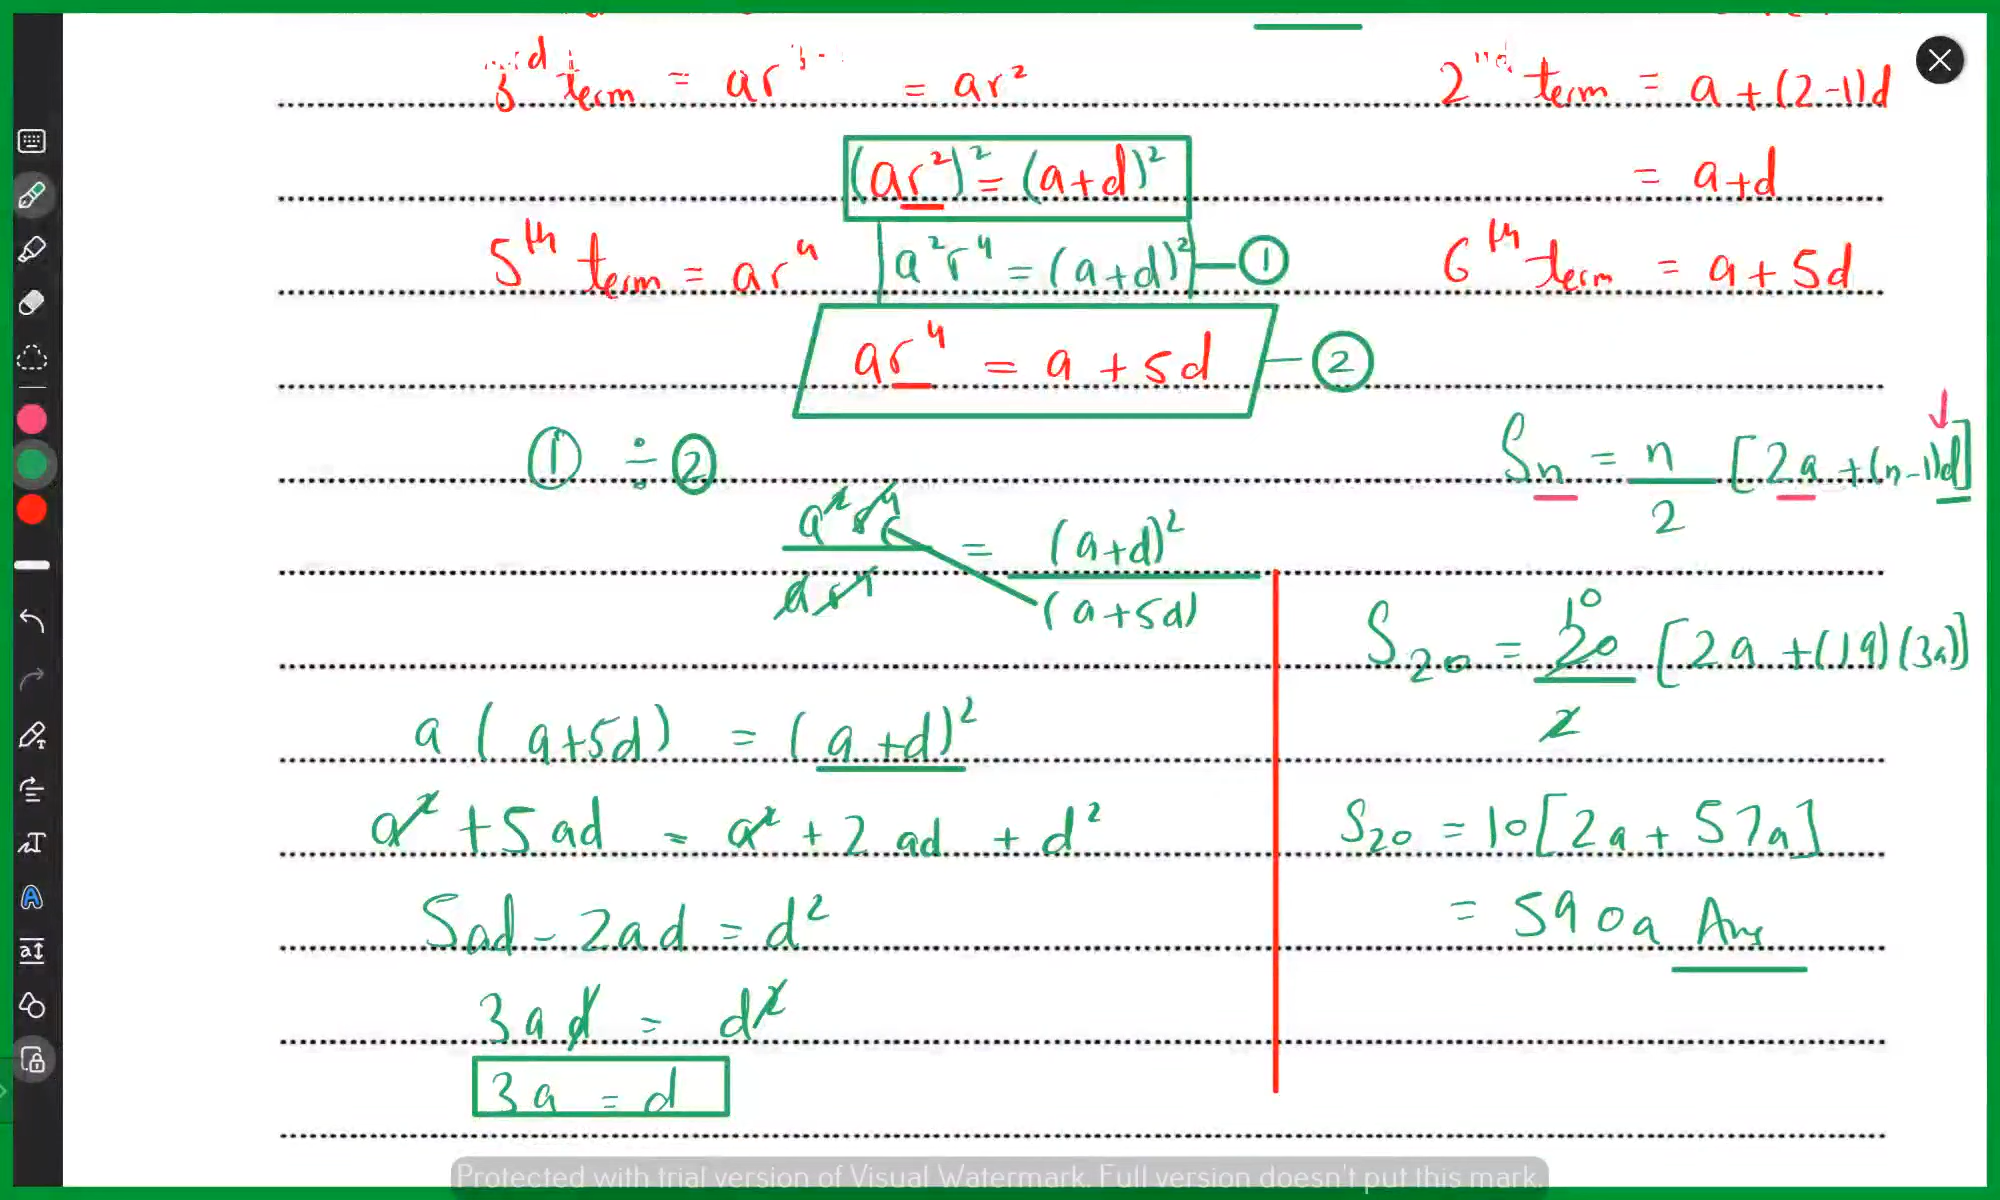 3rd term = ar³⁻ = ar²
2nd term = a + (2-1)d
(ar²)² = (a+d)²
= a+d
5th term = ar⁴
a²r⁴ = (a+d)² — ①
6th term = a + 5d
ar⁴ = a + 5d — ②
① ÷ ②
Sn = n/2 [2a + (n-1)d]
a²r⁴/ar⁴ = (a+d)²/(a+5d)
S20 = 20/2 [2a + (19)(3a)]
10
a (a+5d) = (a+d)²
a² + 5ad = a² + 2ad + d²
S20 = 10[2a + 57a]
5ad - 2ad = d²
= 590a Ans
3ad = d²
3a = d
Protected with trial version of Visual Watermark. Full version doesn't put this mark.